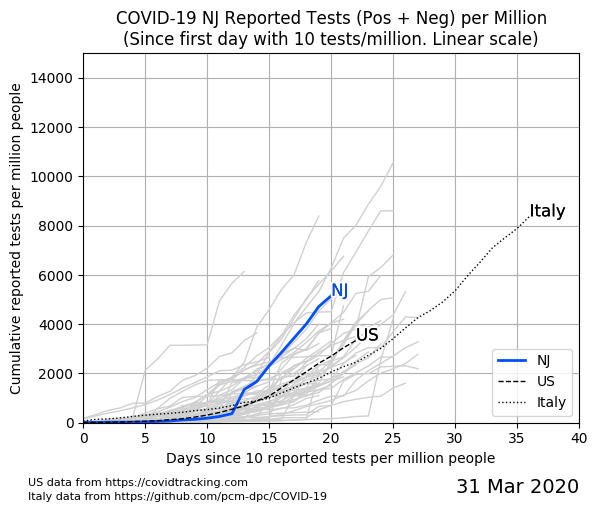 COVID-19 NJ Reported Tests (Pos + Neg) per Million
(Since first day with 10 tests/million. Linear scale)
Cumulative reported tests per million people
14000
12000
10000
8000
6000
4000
2000
0
Italy
NJ
US
NJ
US
Italy
0 5 10 15 20 25 30 35 40
Days since 10 reported tests per million people
US data from https://covidtracking.com
Italy data from https://github.com/pcm-dpc/COVID-19
31 Mar 2020